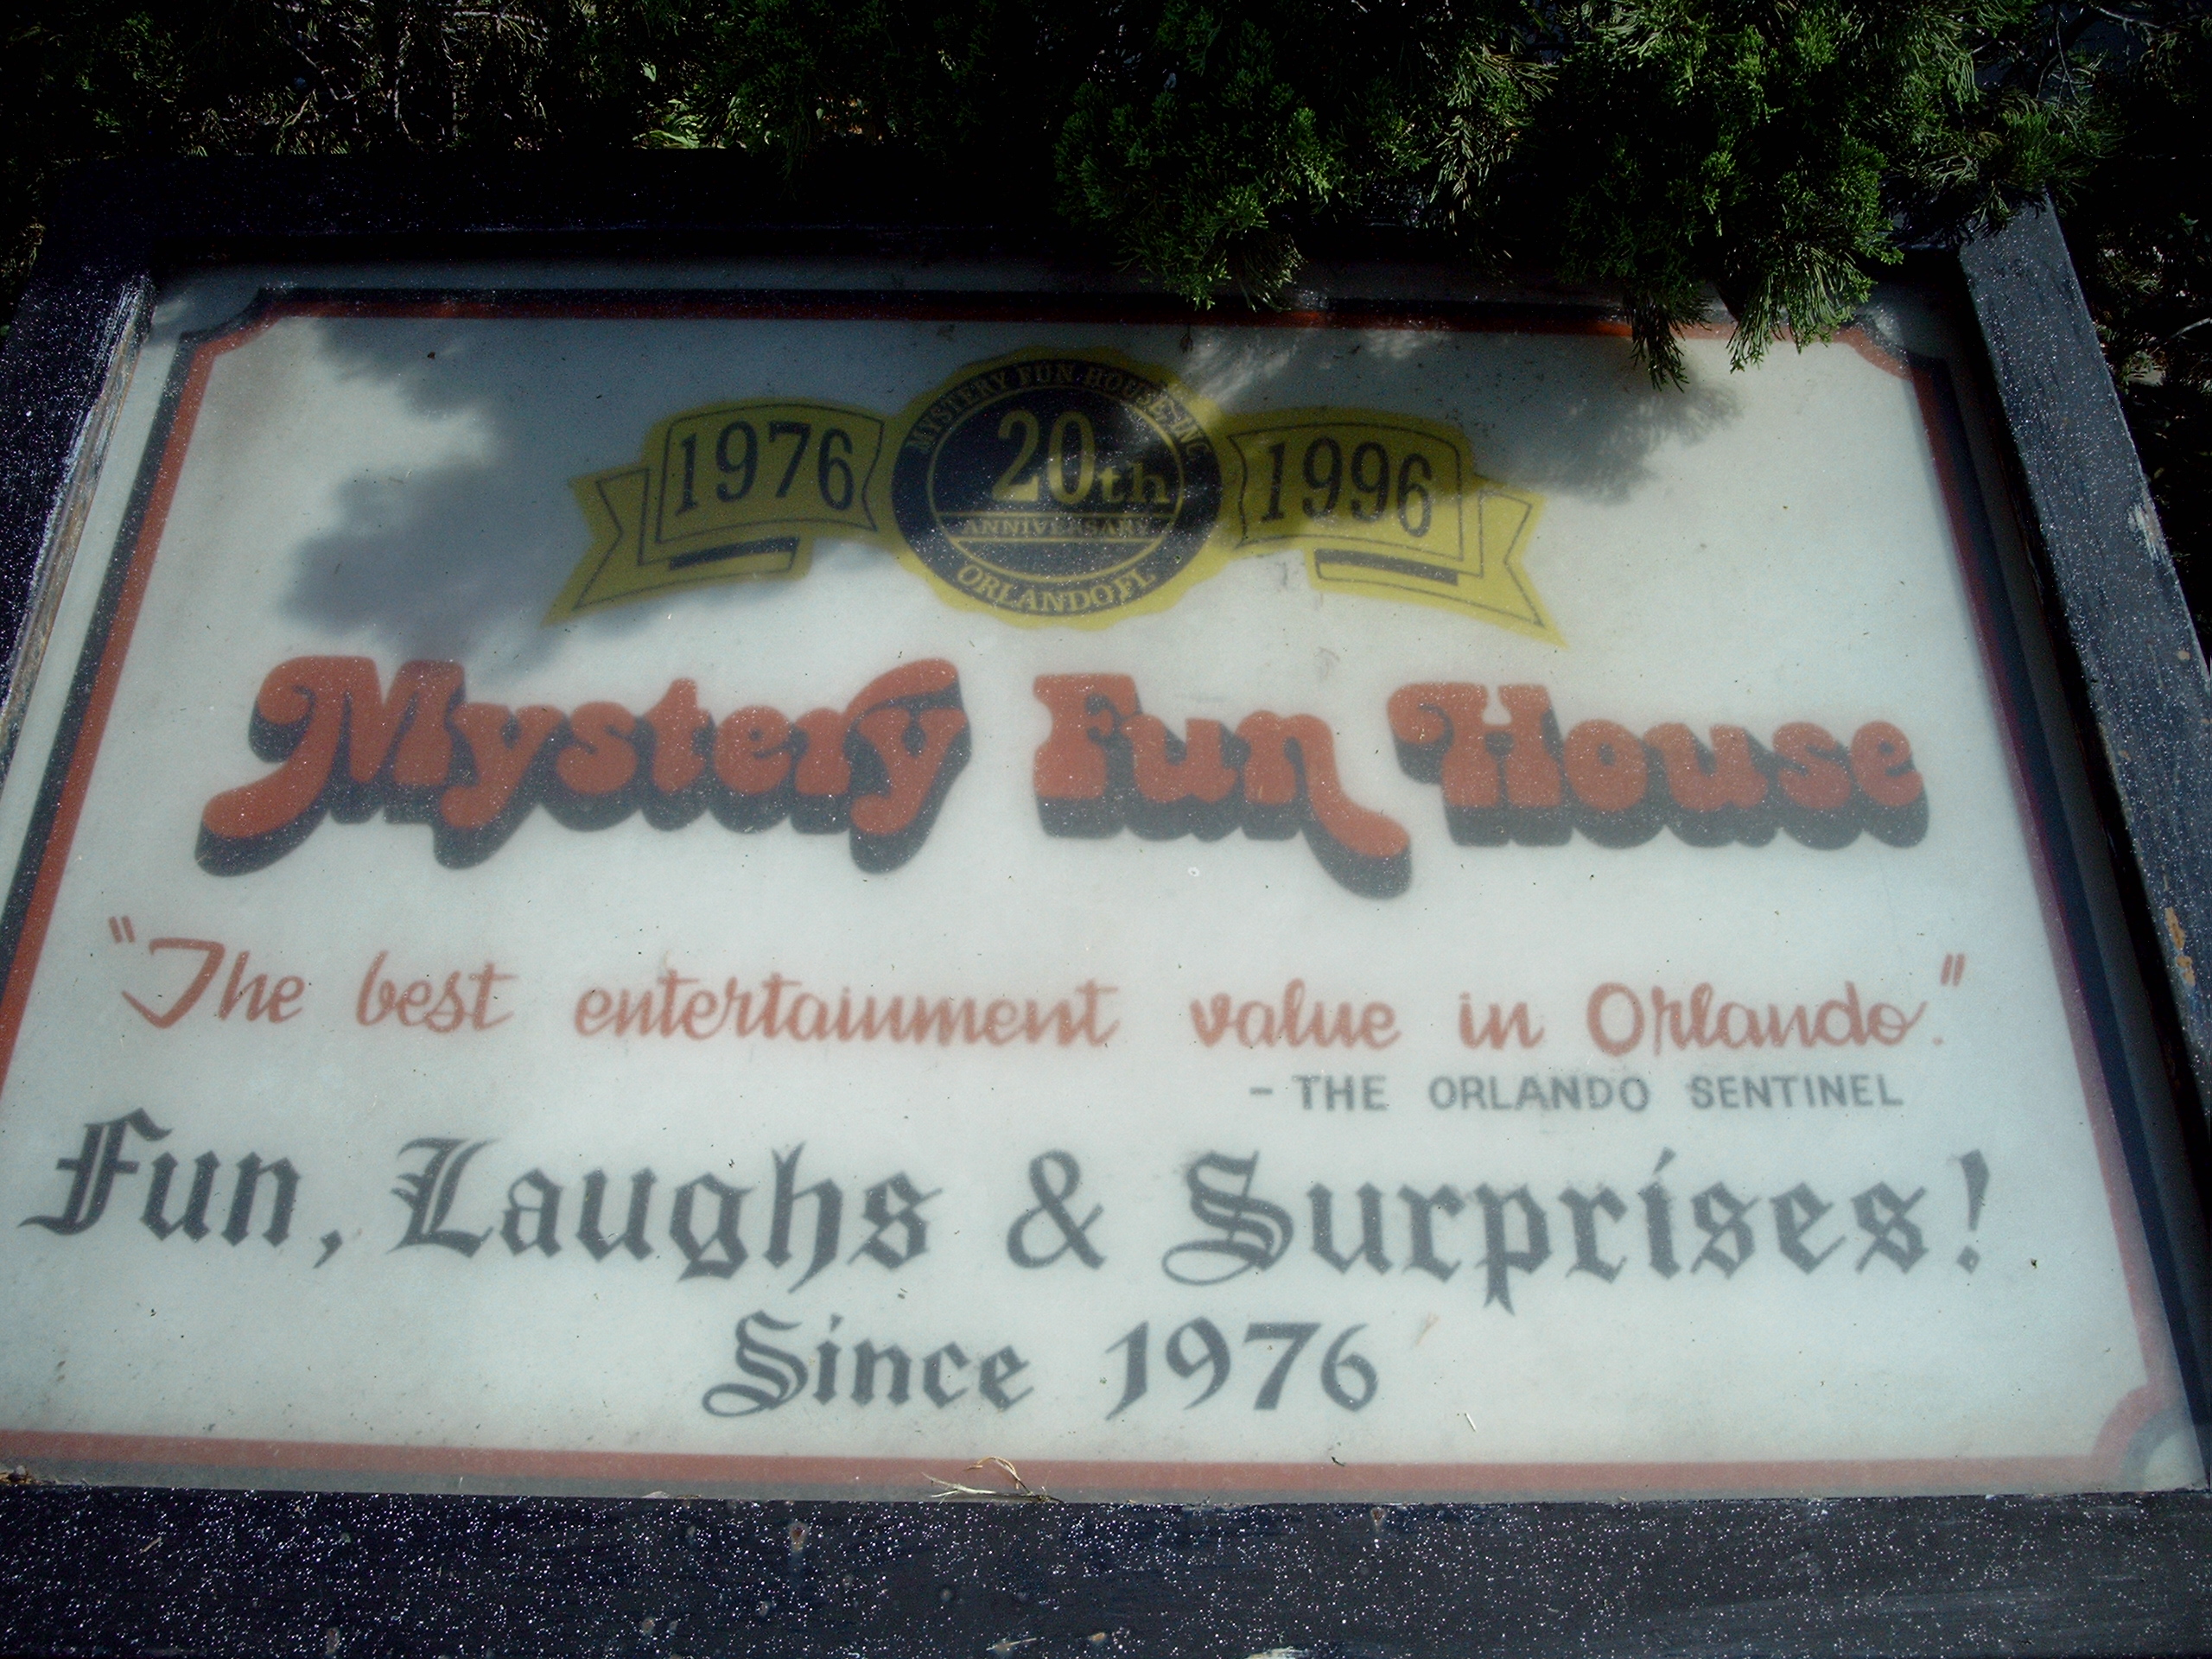 MYSTERY FUN HOUSE, INC.
1976 20th 1996
ANNIVERSARY
ORLANDO, FL
Mystery Fun House
"The best entertainment value in Orlando."
- THE ORLANDO SENTINEL
Fun, Laughs & Surprises!
Since 1976